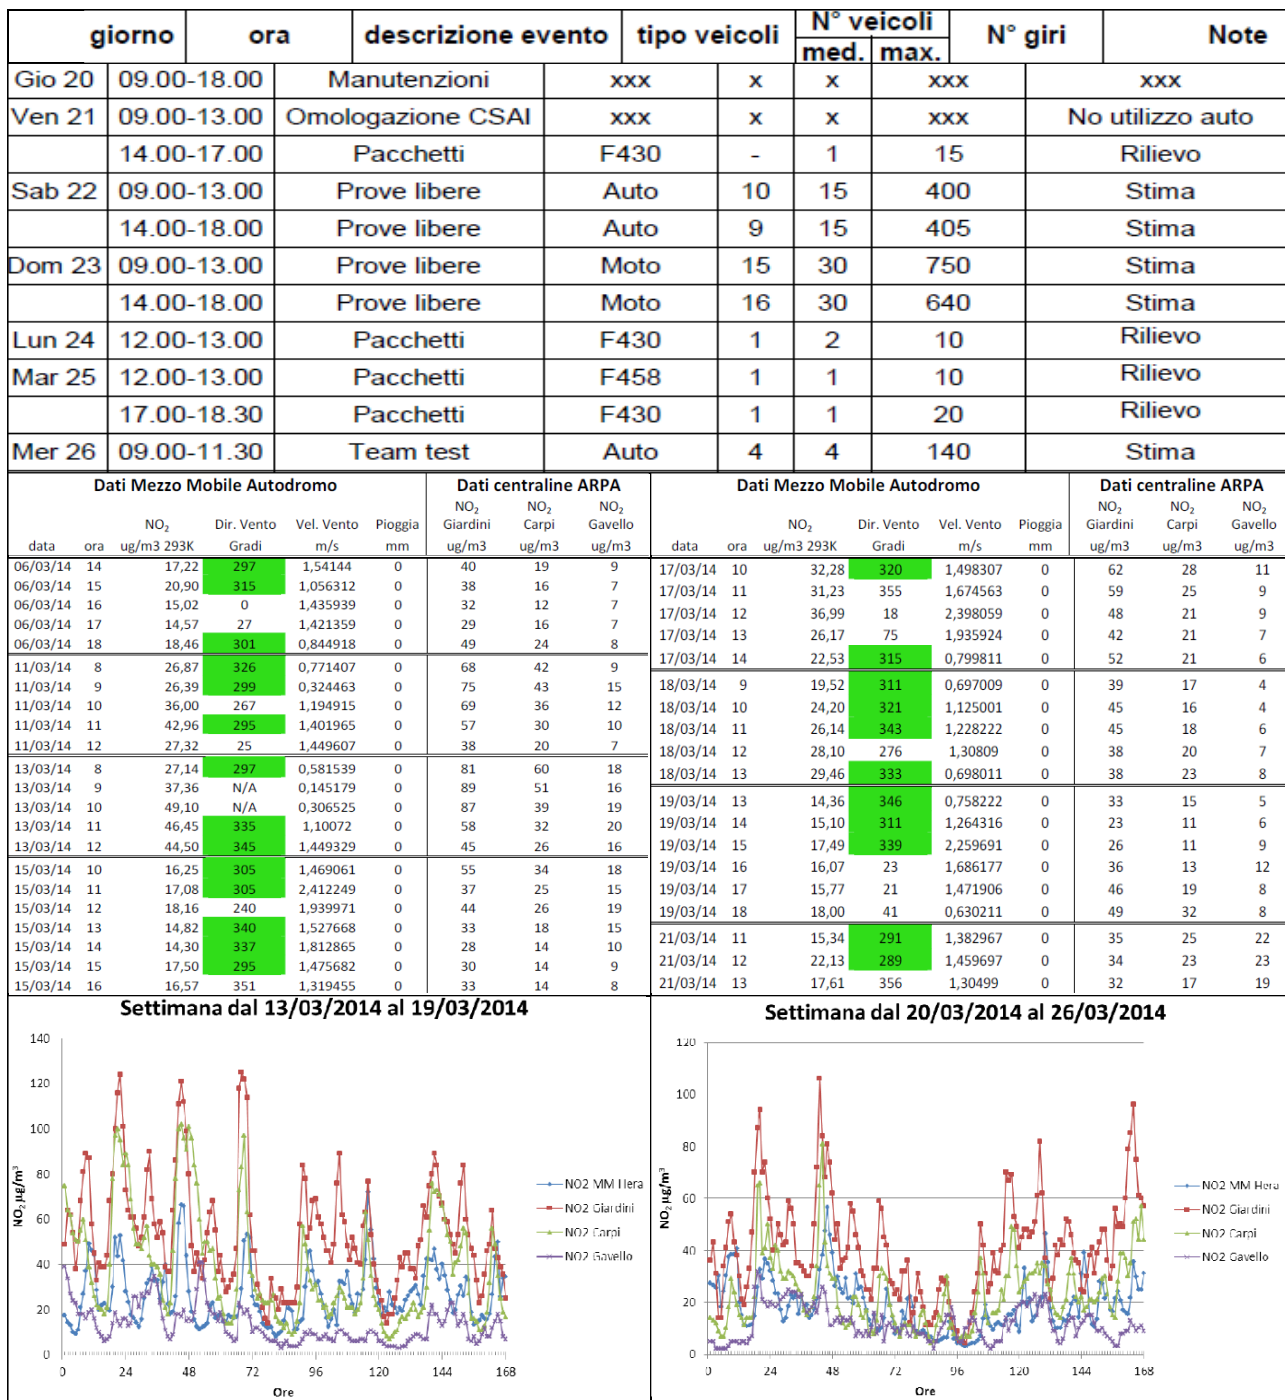 giorno ora descrizione evento tipo veicoli N° veicoli N° giri Note
med. max.
Gio 20 09.00-18.00 Manutenzioni xxx x x xxx xxx
Ven 21 09.00-13.00 Omologazione CSAI xxx x x xxx No utilizzo auto
14.00-17.00 Pacchetti F430 - 1 15 Rilievo
Sab 22 09.00-13.00 Prove libere Auto 10 15 400 Stima
14.00-18.00 Prove libere Auto 9 15 405 Stima
Dom 23 09.00-13.00 Prove libere Moto 15 30 750 Stima
14.00-18.00 Prove libere Moto 16 30 640 Stima
Lun 24 12.00-13.00 Pacchetti F430 1 2 10 Rilievo
Mar 25 12.00-13.00 Pacchetti F458 1 1 10 Rilievo
17.00-18.30 Pacchetti F430 1 1 20 Rilievo
Mer 26 09.00-11.30 Team test Auto 4 4 140 Stima
Dati Mezzo Mobile Autodromo Dati centraline ARPA
NO₂ NO₂ NO₂
NO₂ Dir. Vento Vel. Vento Pioggia Giardini Carpi Gavello
data ora ug/m3 293K Gradi m/s mm ug/m3 ug/m3 ug/m3
06/03/14 14 17,22 297 1,54144 0 40 19 9
06/03/14 15 20,90 315 1,056312 0 38 16 7
06/03/14 16 15,02 0 1,435939 0 32 12 7
06/03/14 17 14,57 27 1,421359 0 29 16 7
06/03/14 18 18,46 301 0,844918 0 49 24 8
11/03/14 8 26,87 326 0,771407 0 68 42 9
11/03/14 9 26,39 299 0,324463 0 75 43 15
11/03/14 10 36,00 267 1,194915 0 69 36 12
11/03/14 11 42,96 295 1,401965 0 57 30 10
11/03/14 12 27,32 25 1,449607 0 38 20 7
13/03/14 8 27,14 297 0,581539 0 81 60 18
13/03/14 9 37,36 N/A 0,145179 0 89 51 16
13/03/14 10 49,10 N/A 0,306525 0 87 39 19
13/03/14 11 46,45 335 1,10072 0 58 32 20
13/03/14 12 44,50 345 1,449329 0 45 26 16
15/03/14 10 16,25 305 1,469061 0 55 34 18
15/03/14 11 17,08 305 2,412249 0 37 25 15
15/03/14 12 18,16 240 1,939971 0 44 26 19
15/03/14 13 14,82 340 1,527668 0 33 18 15
15/03/14 14 14,30 337 1,812865 0 28 14 10
15/03/14 15 17,50 295 1,475682 0 30 14 9
15/03/14 16 16,57 351 1,319455 0 33 14 8
Dati Mezzo Mobile Autodromo Dati centraline ARPA
NO₂ NO₂ NO₂
NO₂ Dir. Vento Vel. Vento Pioggia Giardini Carpi Gavello
data ora ug/m3 293K Gradi m/s mm ug/m3 ug/m3 ug/m3
17/03/14 10 32,28 320 1,498307 0 62 28 11
17/03/14 11 31,23 355 1,674563 0 59 25 9
17/03/14 12 36,99 18 2,398059 0 48 21 9
17/03/14 13 26,17 75 1,935924 0 42 21 7
17/03/14 14 22,53 315 0,799811 0 52 21 6
18/03/14 9 19,52 311 0,697009 0 39 17 4
18/03/14 10 24,20 321 1,125001 0 45 16 4
18/03/14 11 26,14 343 1,228222 0 45 18 6
18/03/14 12 28,10 276 1,30809 0 38 20 7
18/03/14 13 29,46 333 0,698011 0 38 23 8
19/03/14 13 14,36 346 0,758222 0 33 15 5
19/03/14 14 15,10 311 1,264316 0 23 11 6
19/03/14 15 17,49 339 2,259691 0 26 11 9
19/03/14 16 16,07 23 1,686177 0 36 13 12
19/03/14 17 15,77 21 1,471906 0 46 19 8
19/03/14 18 18,00 41 0,630211 0 49 32 8
21/03/14 11 15,34 291 1,382967 0 35 25 22
21/03/14 12 22,13 289 1,459697 0 34 23 23
21/03/14 13 17,61 356 1,30499 0 32 17 19
Settimana dal 13/03/2014 al 19/03/2014
140
120
100
80
60
40
20
0
NO₂ µg/m³
0 24 48 72 96 120 144 168
Ore
NO2 MM Hera
NO2 Giardini
NO2 Carpi
NO2 Gavello
Settimana dal 20/03/2014 al 26/03/2014
120
100
80
60
40
20
0
NO₂ µg/m³
0 24 48 72 96 120 144 168
Ore
NO2 MM Hera
NO2 Giardini
NO2 Carpi
NO2 Gavello